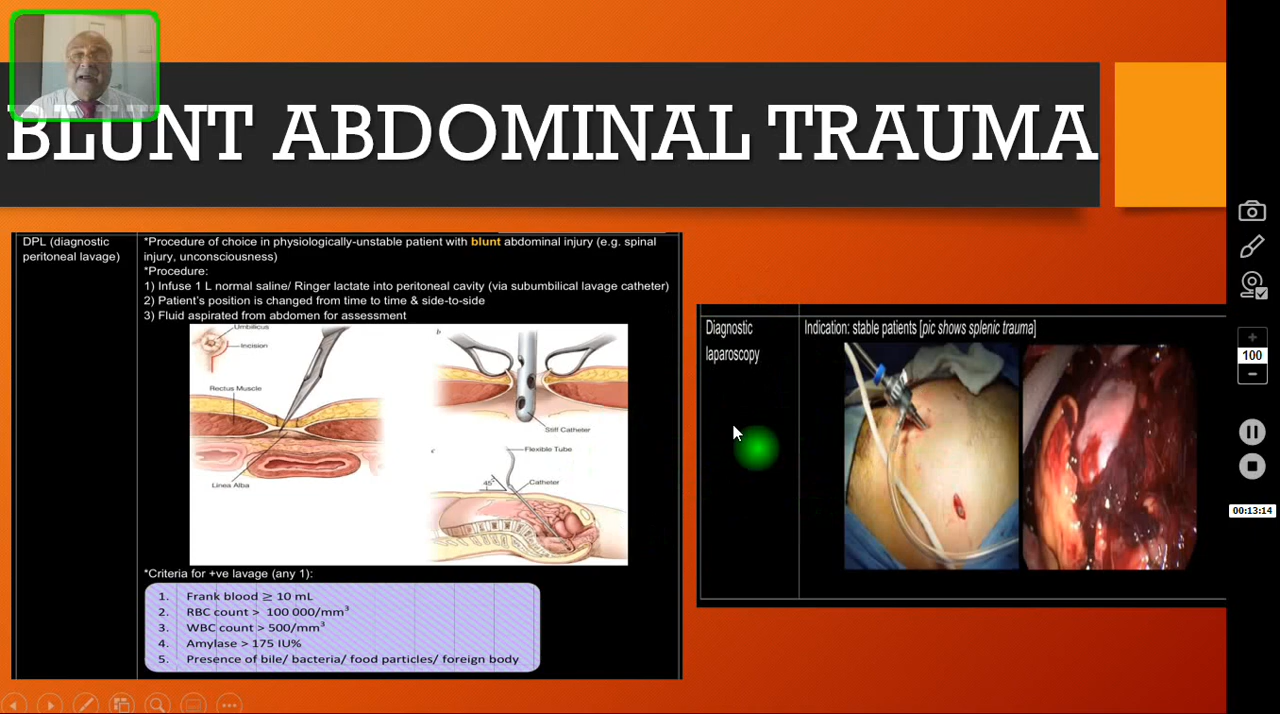 BLUNT ABDOMINAL TRAUMA
DPL (diagnostic
peritoneal lavage)
*Procedure of choice in physiologically-unstable patient with blunt abdominal injury (e.g. spinal
injury, unconsciousness)
*Procedure:
1) Infuse 1 L normal saline/ Ringer lactate into peritoneal cavity (via subumbilical lavage catheter)
2) Patient's position is changed from time to time & side-to-side
3) Fluid aspirated from abdomen for assessment
Umbilicus
Incision
Rectus Muscle
Linea Alba
b
Stiff Catheter
c
Flexible Tube
Catheter
45°
*Criteria for +ve lavage (any 1):
1. Frank blood ≥ 10 mL
2. RBC count > 100 000/mm³
3. WBC count > 500/mm³
4. Amylase > 175 IU%
5. Presence of bile/ bacteria/ food particles/ foreign body
Diagnostic
laparoscopy
Indication: stable patients [pic shows splenic trauma]
100
00:13:14